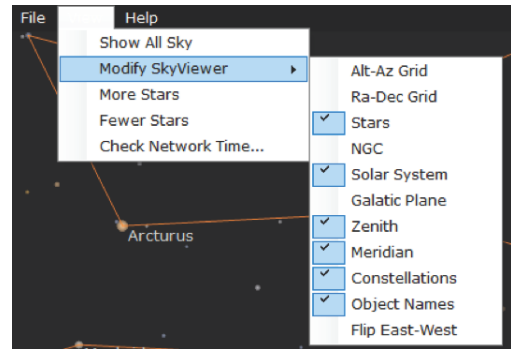 File Help
Show All Sky
Modify SkyViewer
More Stars
Fewer Stars
Check Network Time...
Alt-Az Grid
Ra-Dec Grid
Stars
NGC
Solar System
Galatic Plane
Zenith
Meridian
Constellations
Object Names
Flip East-West
Arcturus